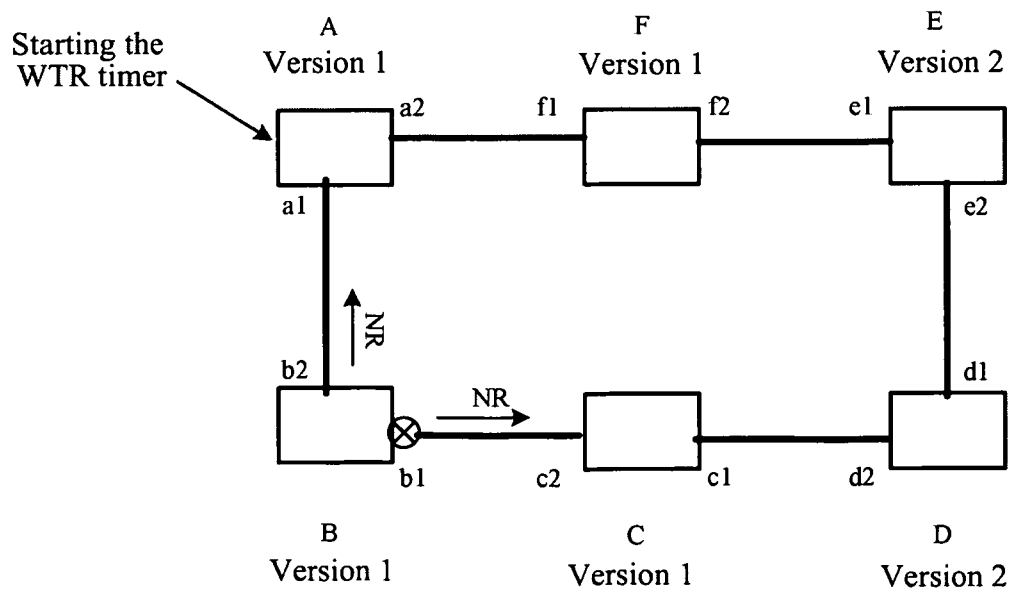 Starting the
WTR timer
A
Version 1
F
Version 1
E
Version 2
a2
f1
f2
e1
a1
e2
NR
b2
NR
d1
b1
c2
c1
d2
B
Version 1
C
Version 1
D
Version 2